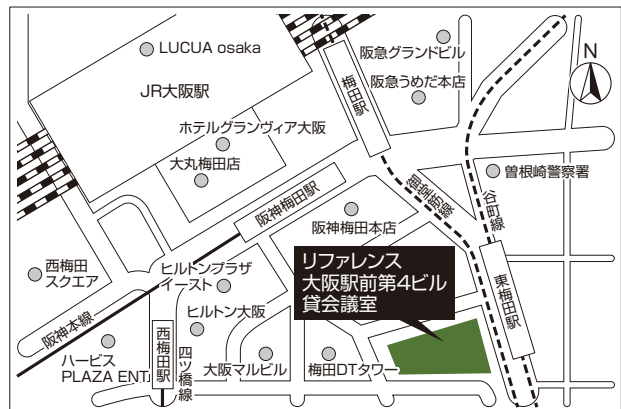 LUCUA osaka
JR大阪駅
ホテルグランヴィア大阪
大丸梅田店
梅田駅
阪急グランドビル
阪急うめだ本店
N
御堂筋線
谷町線
曽根崎警察署
阪神梅田駅
阪神梅田本店
リファレンス
大阪駅前第4ビル
貸会議室
東梅田駅
西梅田
スクエア
ヒルトンプラザ
イースト
ヒルトン大阪
阪神本線
ハービス
PLAZA ENT
西梅田駅
四ツ橋線
大阪マルビル
梅田DTタワー